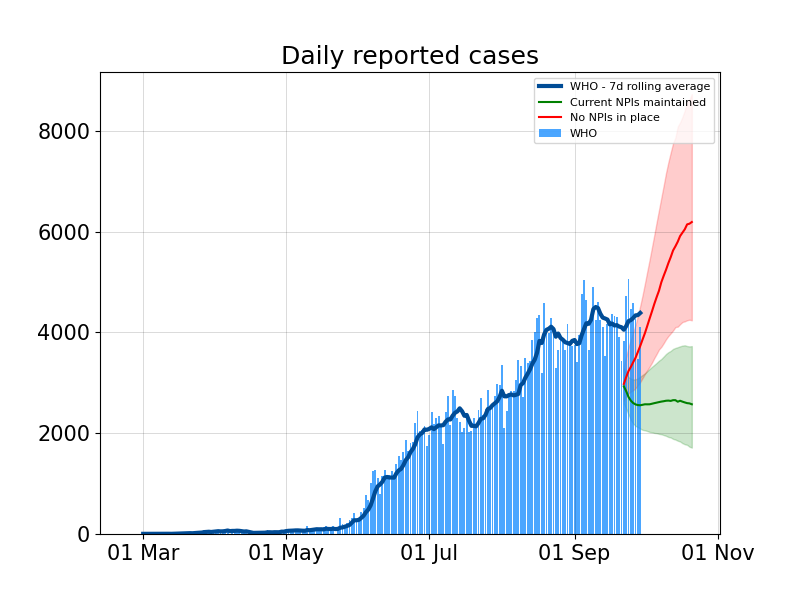 Daily reported cases
WHO - 7d rolling average
Current NPIs maintained
No NPIs in place
WHO
8000
6000
4000
2000
0
01 Mar
01 May
01 Jul
01 Sep
01 Nov